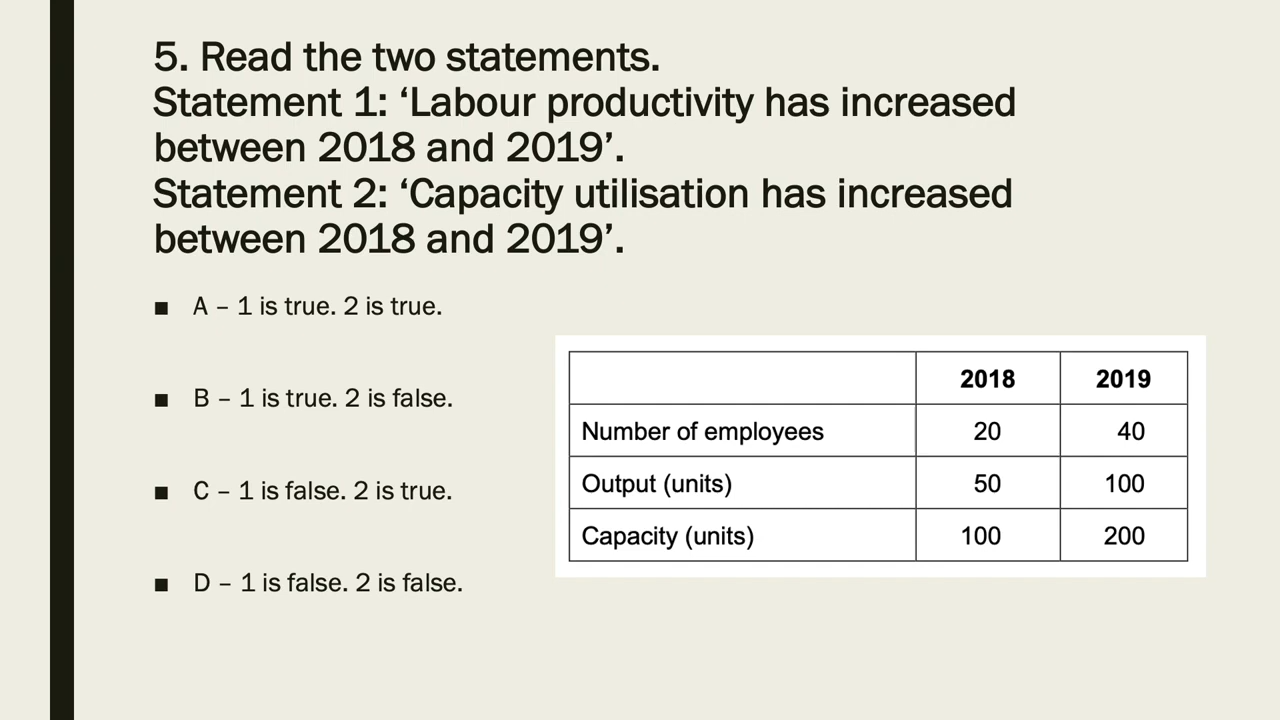 5. Read the two statements.
Statement 1: ‘Labour productivity has increased
between 2018 and 2019’.
Statement 2: ‘Capacity utilisation has increased
between 2018 and 2019’.
■ A – 1 is true. 2 is true.
■ B – 1 is true. 2 is false.
■ C – 1 is false. 2 is true.
■ D – 1 is false. 2 is false.
2018 2019
Number of employees 20 40
Output (units) 50 100
Capacity (units) 100 200